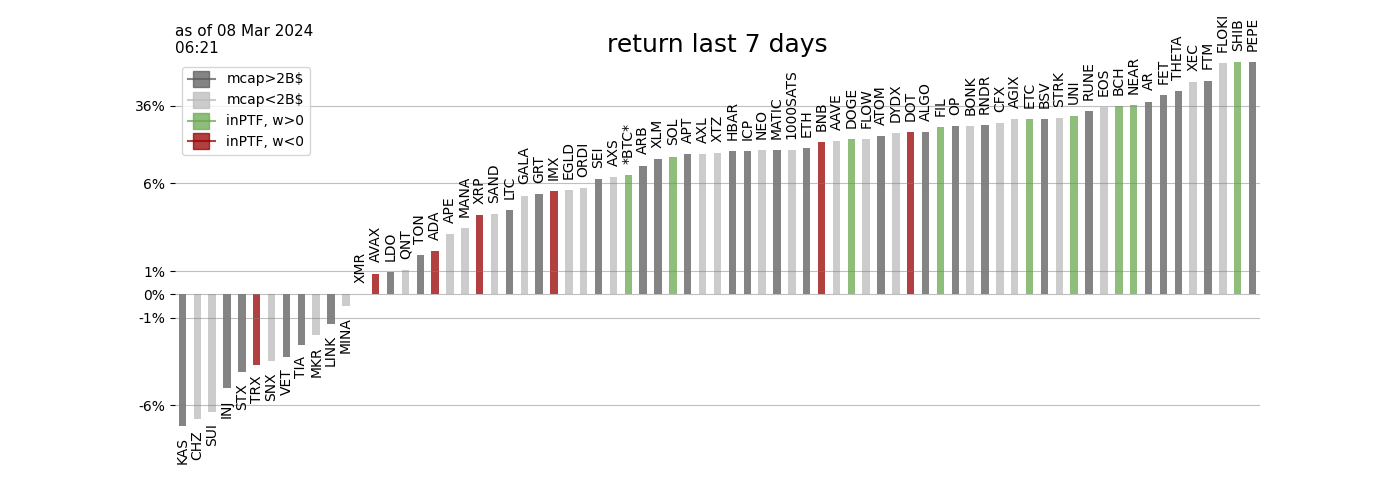 as of 08 Mar 2024
06:21
return last 7 days
mcap>2B$
mcap<2B$
inPTF, w>0
inPTF, w<0
36%
6%
1%
0%
-1%
-6%
KAS
CHZ
SUI
INJ
STX
TRX
SNX
VET
TIA
MKR
LINK
MINA
XMR
AVAX
LDO
QNT
TON
ADA
APE
MANA
XRP
SAND
LTC
GALA
GRT
IMX
EGLD
ORDI
SEI
AXS
*BTC*
ARB
XLM
SOL
APT
AXL
XTZ
HBAR
ICP
NEO
MATIC
1000SATS
ETH
BNB
AAVE
DOGE
FLOW
ATOM
DYDX
DOT
ALGO
FIL
OP
BONK
RNDR
CFX
AGIX
ETC
BSV
STRK
UNI
RUNE
EOS
BCH
NEAR
AR
FET
THETA
XEC
FTM
FLOKI
SHIB
PEPE